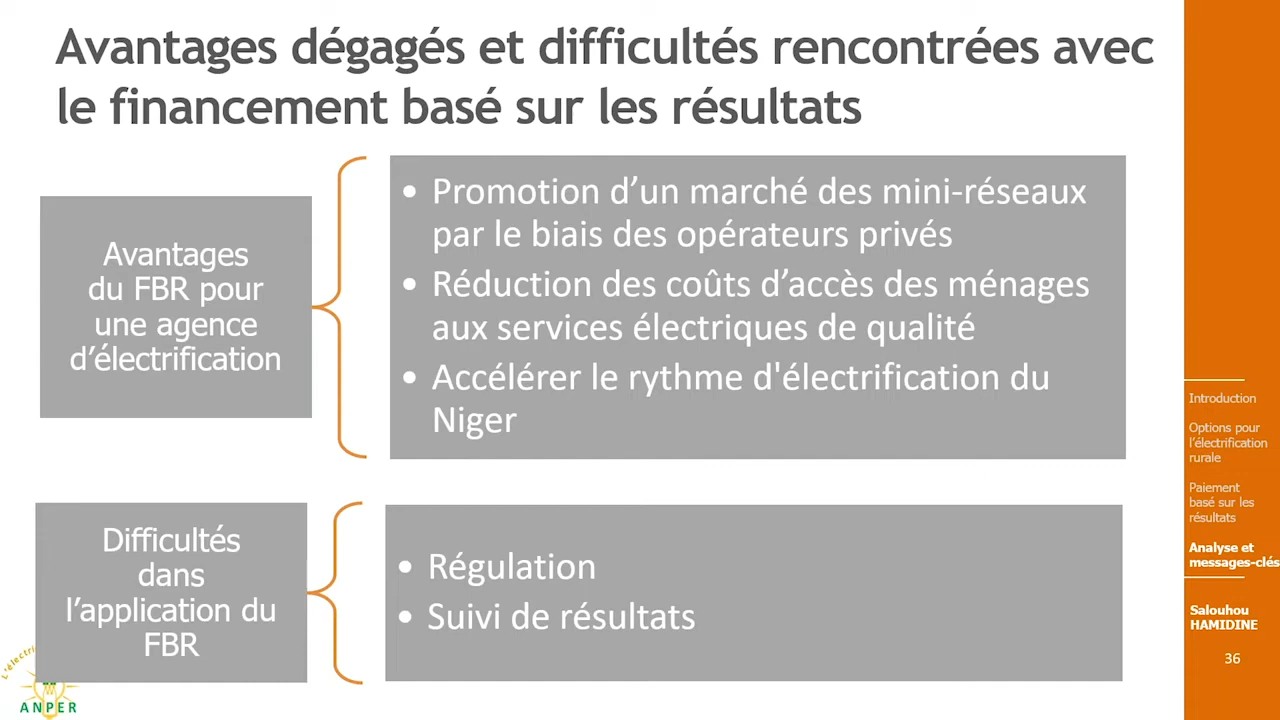 Avantages dégagés et difficultés rencontrées avec
le financement basé sur les résultats
Avantages
du FBR pour
une agence
d’électrification
• Promotion d’un marché des mini-réseaux
par le biais des opérateurs privés
• Réduction des coûts d’accès des ménages
aux services électriques de qualité
• Accélérer le rythme d'électrification du
Niger
Difficultés
dans
l’application du
FBR
• Régulation
• Suivi de résultats
Introduction
Options pour
l’électrification
rurale
Paiement
basé sur les
résultats
Analyse et
messages-clés
Salouhou
HAMIDINE
36
ANPER